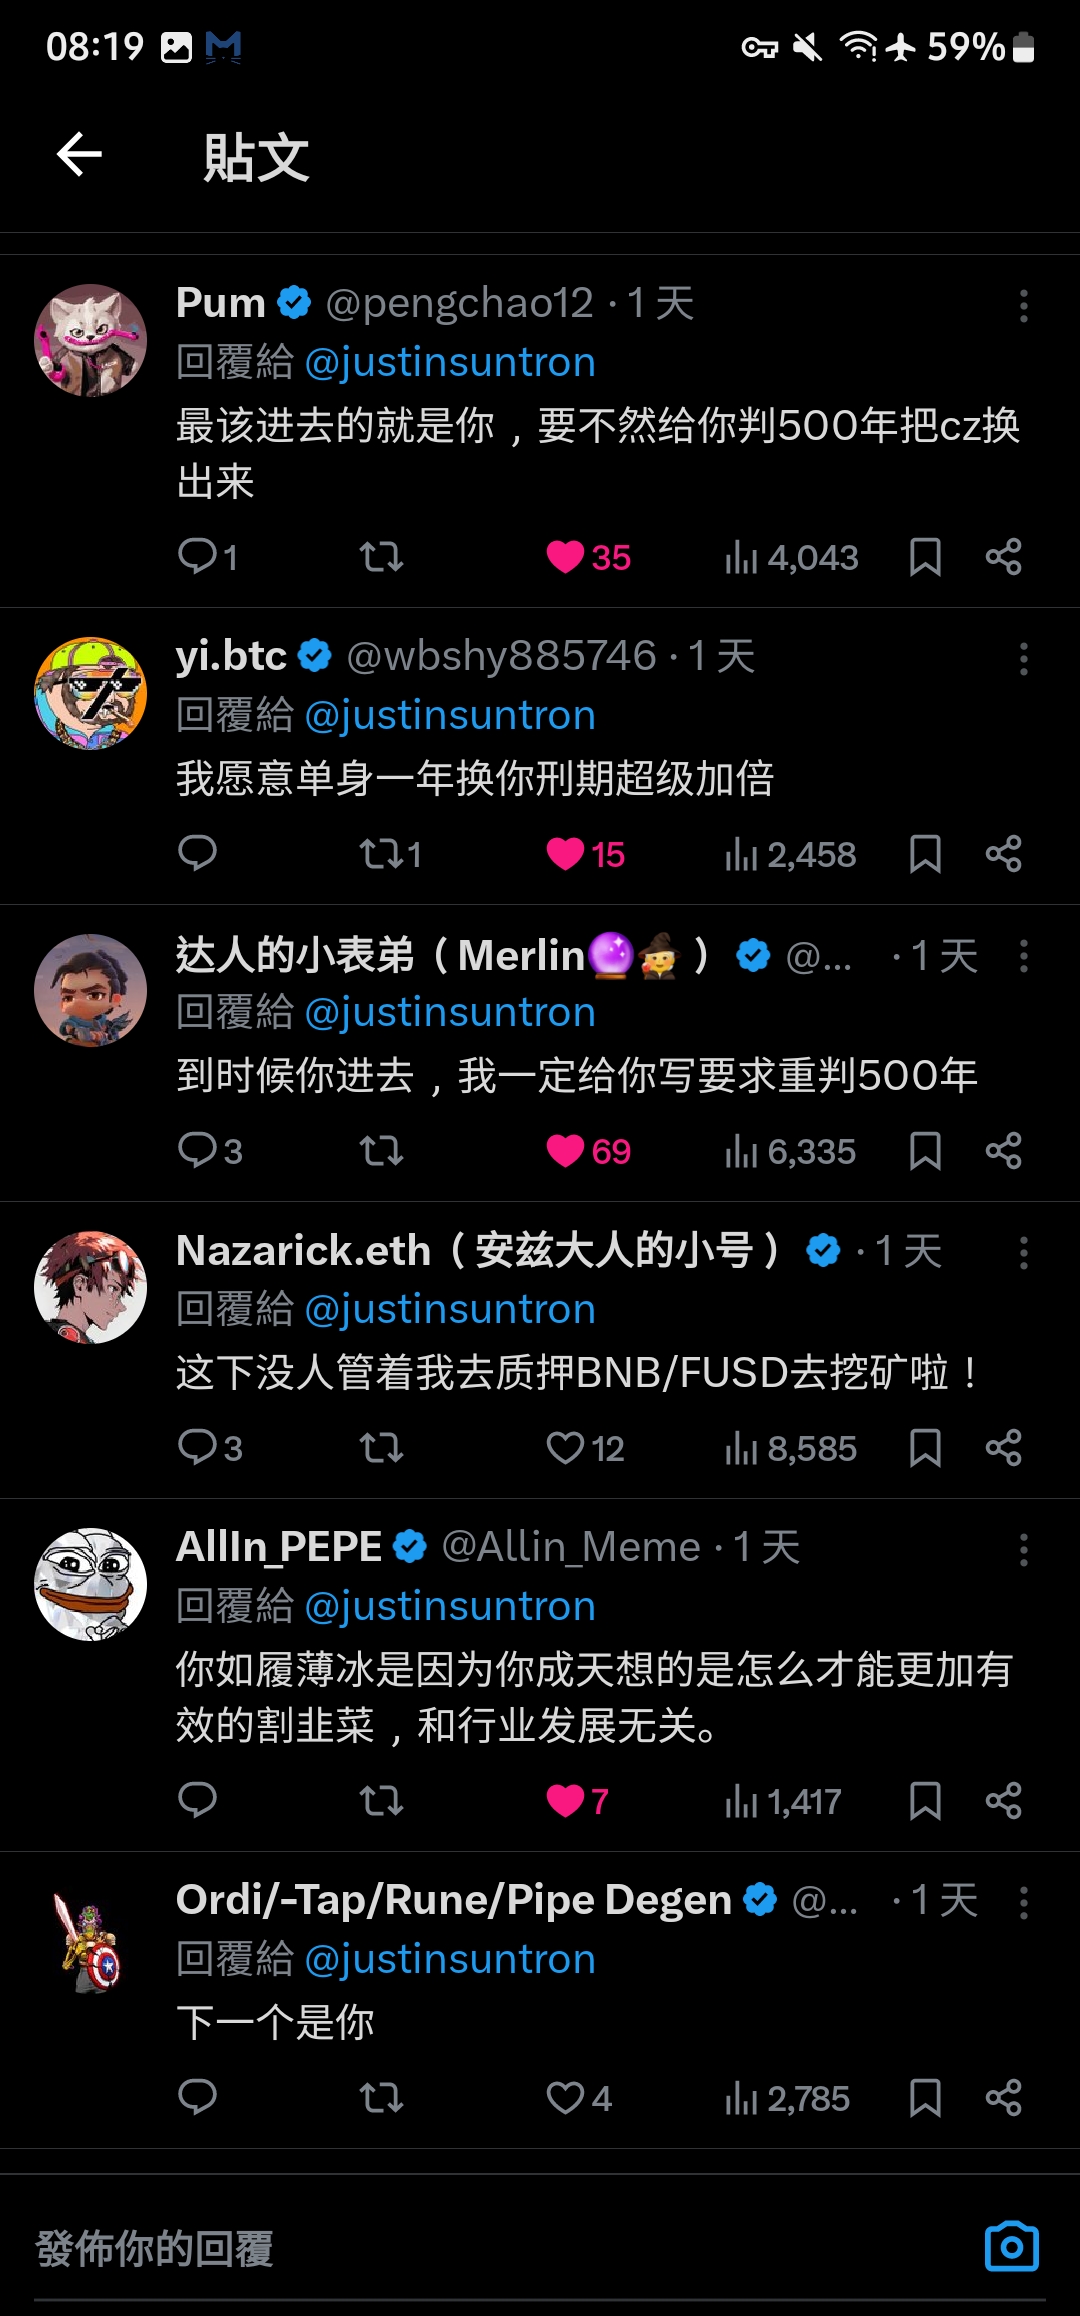 08:19 59%
貼文
Pum @pengchao12 · 1 天
回覆給 @justinsuntron
最该进去的就是你，要不然给你判500年把cz换
出来
1 35 4,043
yi.btc @wbshy885746 · 1 天
回覆給 @justinsuntron
我愿意单身一年换你刑期超级加倍
1 15 2,458
达人的小表弟（Merlin🔮🧙） @... · 1 天
回覆給 @justinsuntron
到时候你进去，我一定给你写要求重判500年
3 69 6,335
Nazarick.eth（安兹大人的小号） · 1 天
回覆給 @justinsuntron
这下没人管着我去质押BNB/FUSD去挖矿啦！
3 12 8,585
AllIn_PEPE @Allin_Meme · 1 天
回覆給 @justinsuntron
你如履薄冰是因为你成天想的是怎么才能更加有
效的割韭菜，和行业发展无关。
7 1,417
Ordi/-Tap/Rune/Pipe Degen @... · 1 天
回覆給 @justinsuntron
下一个是你
4 2,785
發佈你的回覆